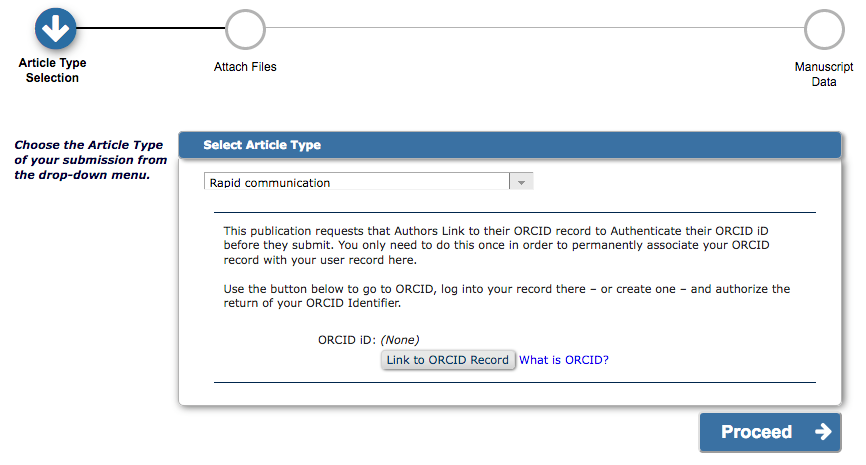 Article Type
Selection
Attach Files
Manuscript
Data
Choose the Article Type
of your submission from
the drop-down menu.
Select Article Type
Rapid communication
This publication requests that Authors Link to their ORCID record to Authenticate their ORCID iD
before they submit. You only need to do this once in order to permanently associate your ORCID
record with your user record here.
Use the button below to go to ORCID, log into your record there – or create one – and authorize the
return of your ORCID Identifier.
ORCID iD: (None)
Link to ORCID Record What is ORCID?
Proceed